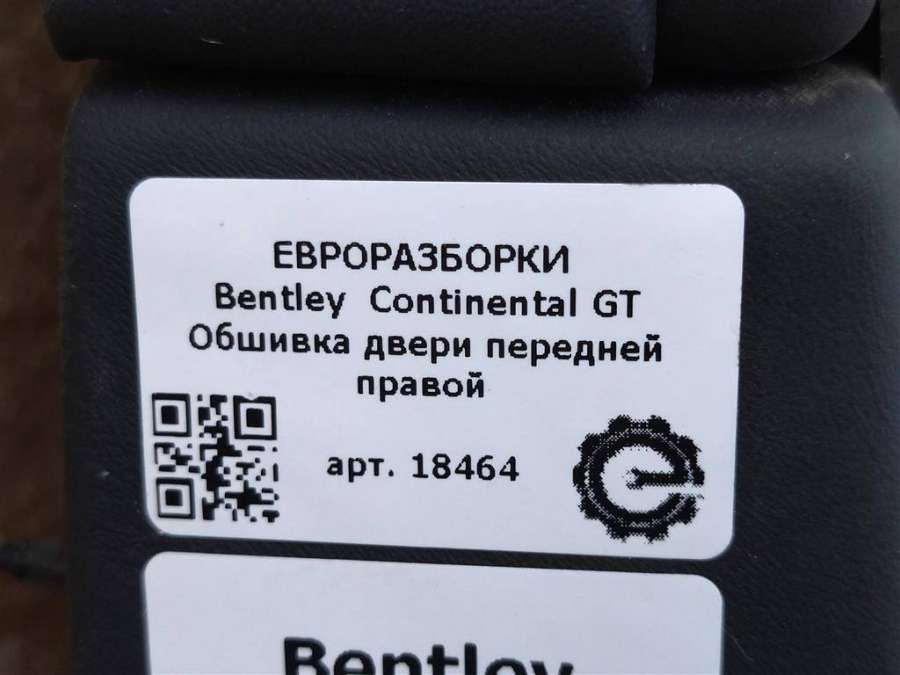 ЕВРОРАЗБОРКИ
Bentley Continental GT
Обшивка двери передней
правой
арт. 18464
Bentley